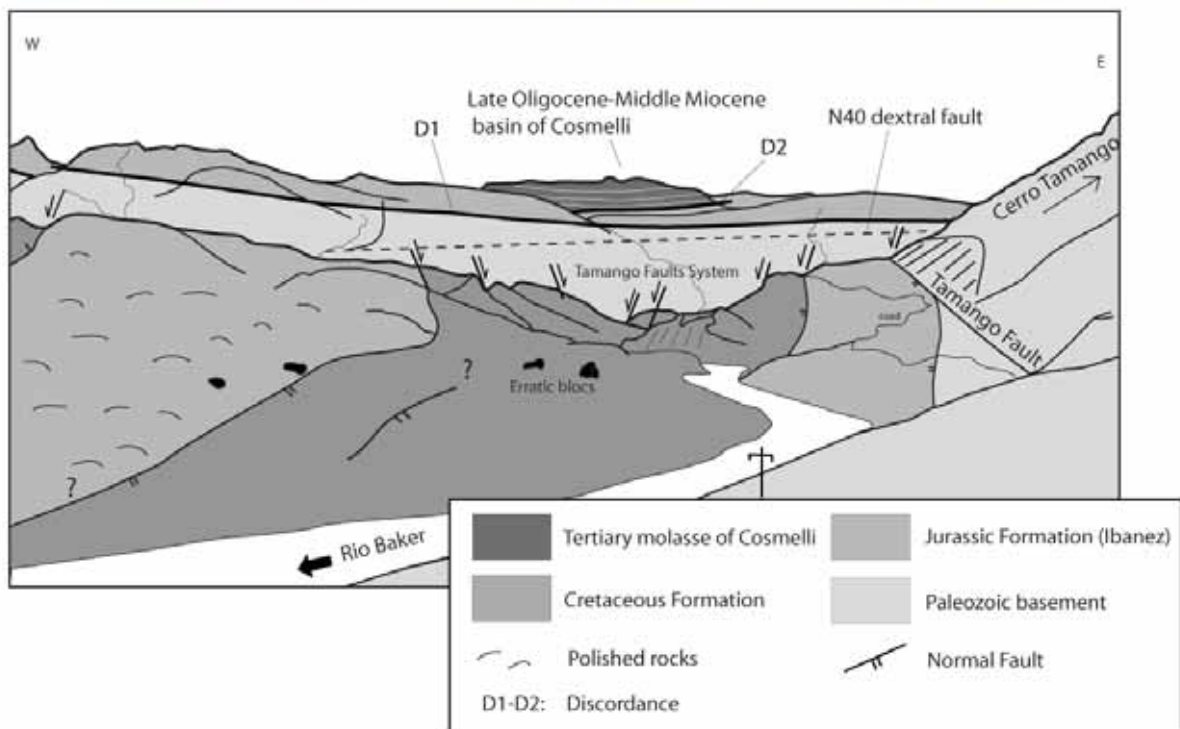 W
E
Late Oligocene-Middle Miocene
basin of Cosmelli
D1
D2
N40 dextral fault
Cerro Tamango
Tamango Faults System
Tamango Fault
road
?
Erratic blocs
?
Rio Baker
Tertiary molasse of Cosmelli
Jurassic Formation (Ibanez)
Cretaceous Formation
Paleozoic basement
Polished rocks
Normal Fault
D1-D2: Discordance